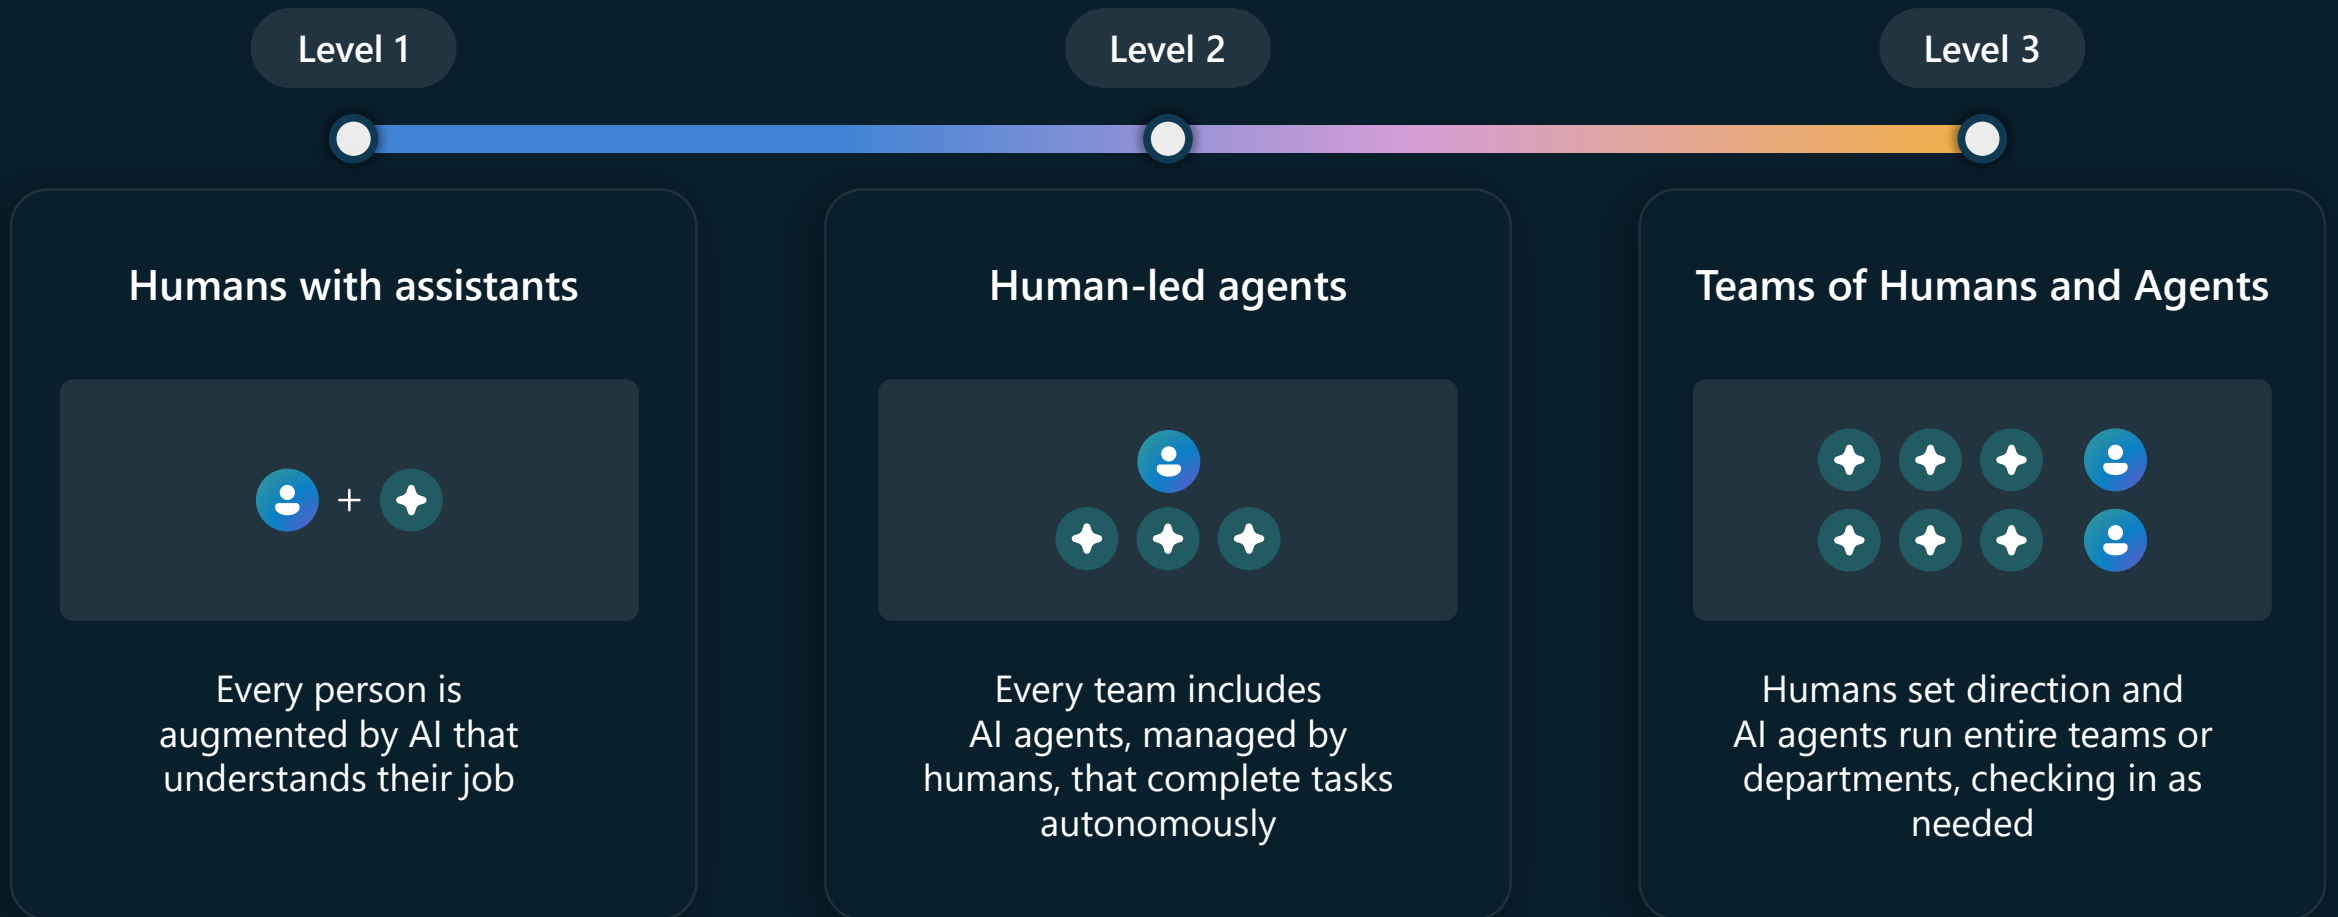 Level 1
Level 2
Level 3
Humans with assistants
+
Every person is
augmented by AI that
understands their job
Human-led agents
Every team includes
AI agents, managed by
humans, that complete tasks
autonomously
Teams of Humans and Agents
Humans set direction and
AI agents run entire teams or
departments, checking in as
needed